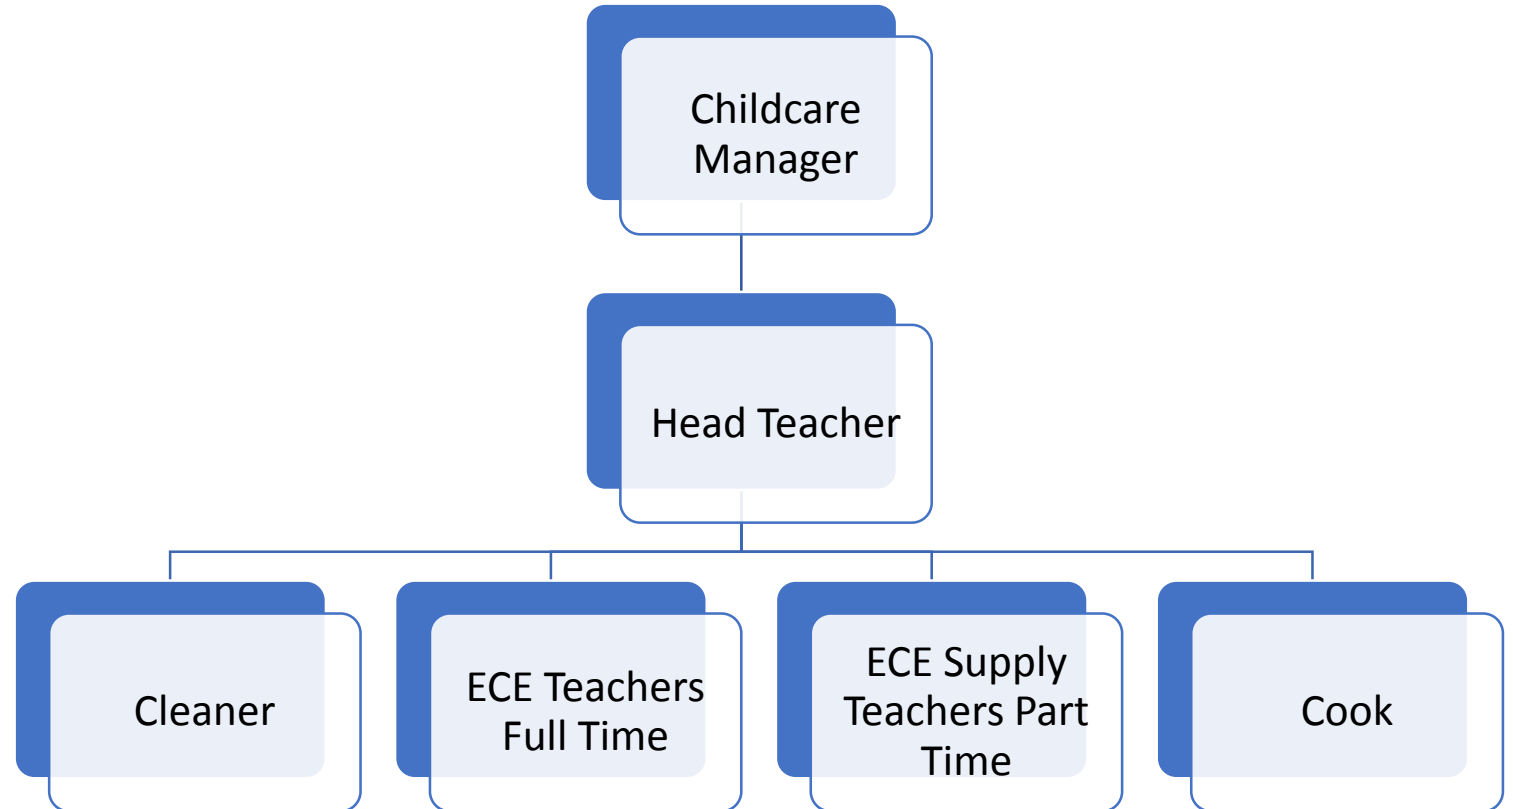 Childcare
Manager
Head Teacher
Cleaner
ECE Teachers
Full Time
ECE Supply
Teachers Part
Time
Cook